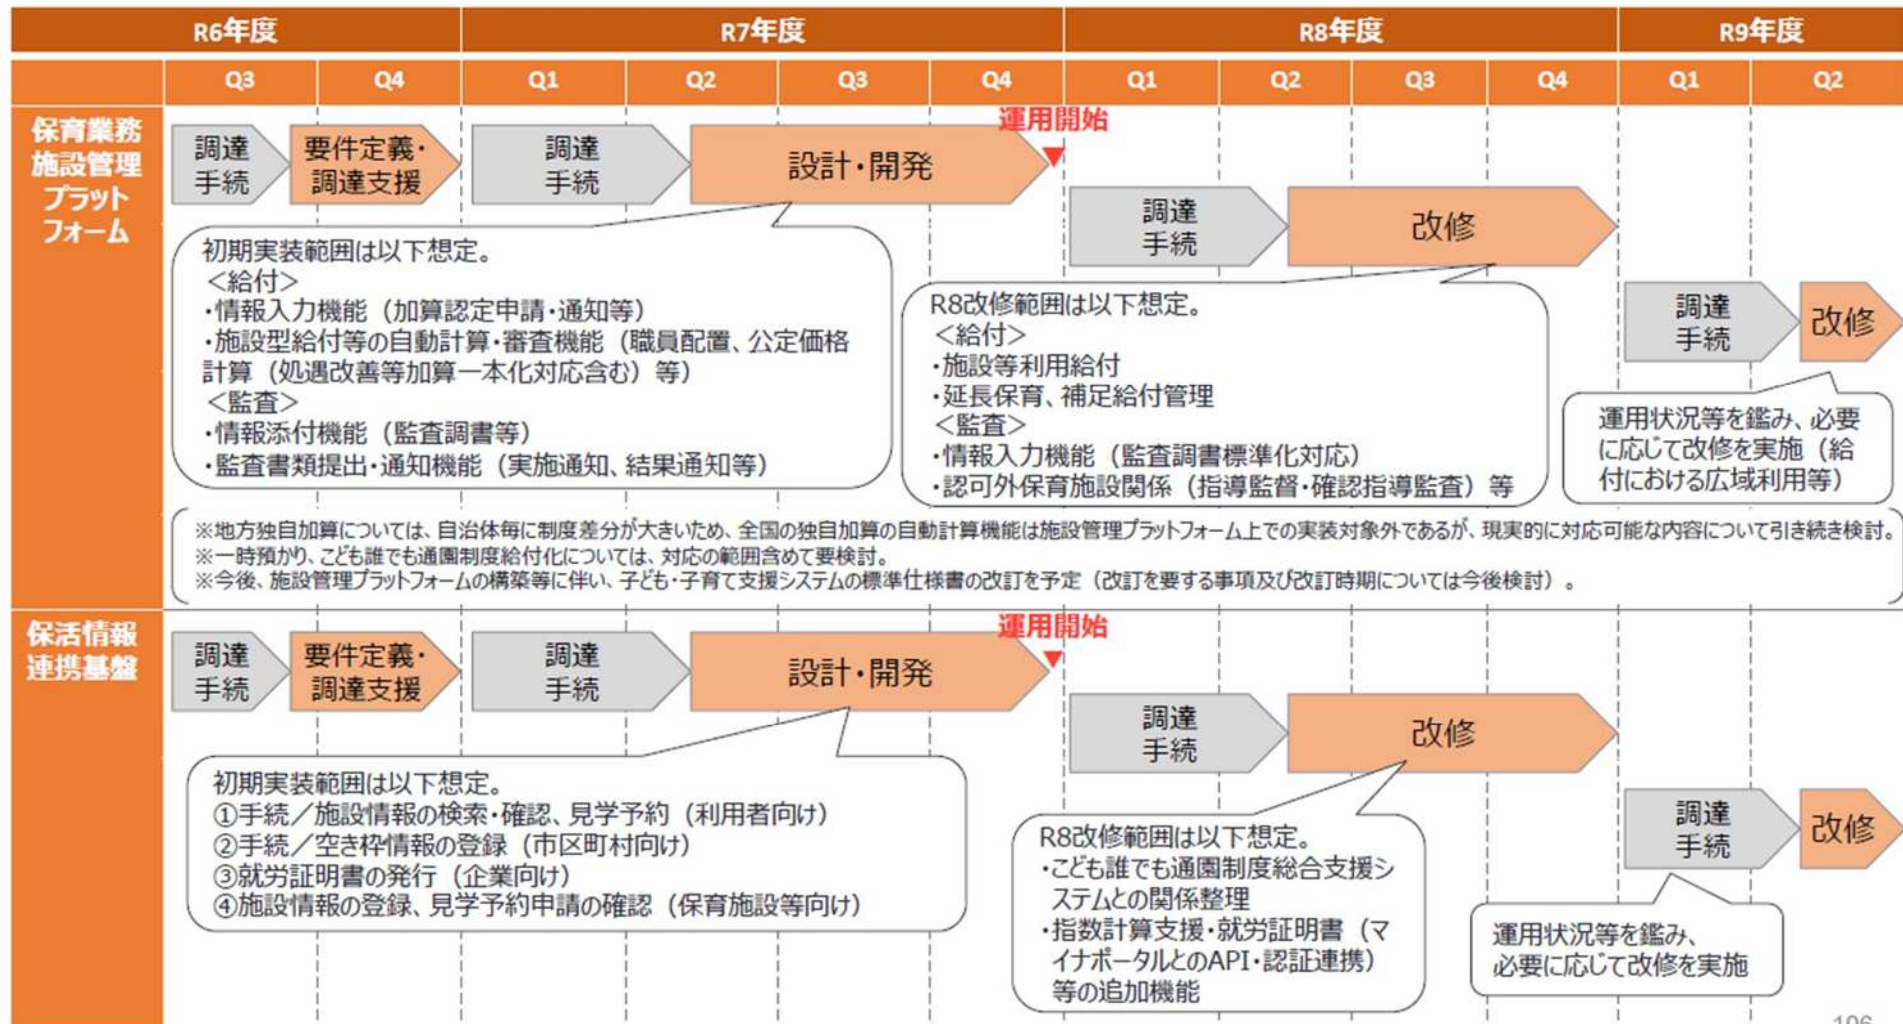 R6年度 R7年度 R8年度 R9年度
Q3 Q4 Q1 Q2 Q3 Q4 Q1 Q2 Q3 Q4 Q1 Q2
保育業務
施設管理
プラット
フォーム
調達
手続
要件定義・
調達支援
調達
手続
設計・開発
運用開始
調達
手続
改修
調達
手続
改修
初期実装範囲は以下想定。
＜給付＞
・情報入力機能（加算認定申請・通知等）
・施設型給付等の自動計算・審査機能（職員配置、公定価格
計算（処遇改善等加算一本化対応含む）等）
＜監査＞
・情報添付機能（監査調書等）
・監査書類提出・通知機能（実施通知、結果通知等）
R8改修範囲は以下想定。
＜給付＞
・施設等利用給付
・延長保育、補足給付管理
＜監査＞
・情報入力機能（監査調書標準化対応）
・認可外保育施設関係（指導監督・確認指導監査）等
運用状況等を鑑み、必要
に応じて改修を実施（給
付における広域利用等）
※地方独自加算については、自治体毎に制度差分が大きいため、全国の独自加算の自動計算機能は施設管理プラットフォーム上での実装対象外であるが、現実的に対応可能な内容について引き続き検討。
※一時預かり、こども誰でも通園制度給付化については、対応の範囲含めて要検討。
※今後、施設管理プラットフォームの構築等に伴い、子ども・子育て支援システムの標準仕様書の改訂を予定（改訂を要する事項及び改訂時期については今後検討）。
保活情報
連携基盤
調達
手続
要件定義・
調達支援
調達
手続
設計・開発
運用開始
調達
手続
改修
調達
手続
改修
初期実装範囲は以下想定。
①手続／施設情報の検索・確認、見学予約（利用者向け）
②手続／空き枠情報の登録（市区町村向け）
③就労証明書の発行（企業向け）
④施設情報の登録、見学予約申請の確認（保育施設等向け）
R8改修範囲は以下想定。
・こども誰でも通園制度総合支援シ
ステムとの関係整理
・指数計算支援・就労証明書（マ
イナポータルとのAPI・認証連携）
等の追加機能
運用状況等を鑑み、
必要に応じて改修を実施